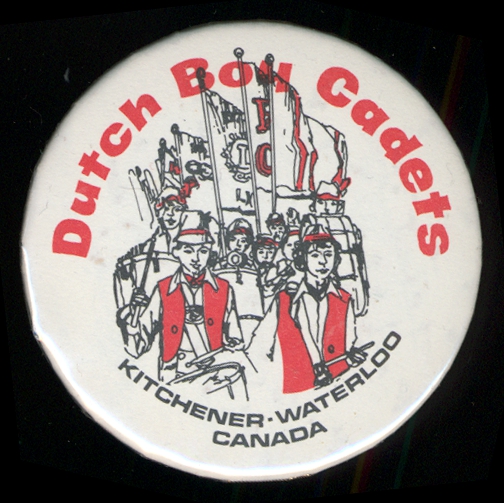 Dutch Boy Cadets
KITCHENER-WATERLOO
CANADA